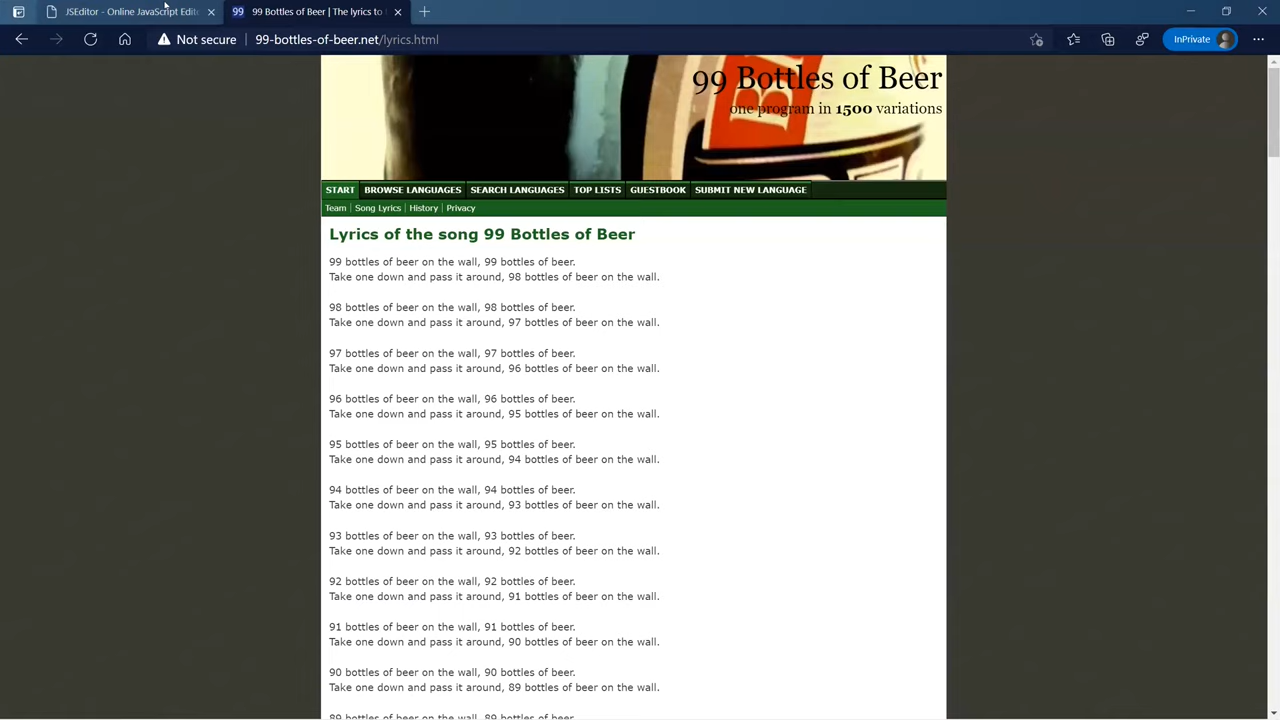 JSEditor - Online JavaScript Edit
99 Bottles of Beer | The lyrics to
Not secure
99-bottles-of-beer.net/lyrics.html
InPrivate
99 Bottles of Beer
one program in 1500 variations
START
BROWSE LANGUAGES
SEARCH LANGUAGES
TOP LISTS
GUESTBOOK
SUBMIT NEW LANGUAGE
Team
Song Lyrics
History
Privacy
Lyrics of the song 99 Bottles of Beer
99 bottles of beer on the wall, 99 bottles of beer.
Take one down and pass it around, 98 bottles of beer on the wall.
98 bottles of beer on the wall, 98 bottles of beer.
Take one down and pass it around, 97 bottles of beer on the wall.
97 bottles of beer on the wall, 97 bottles of beer.
Take one down and pass it around, 96 bottles of beer on the wall.
96 bottles of beer on the wall, 96 bottles of beer.
Take one down and pass it around, 95 bottles of beer on the wall.
95 bottles of beer on the wall, 95 bottles of beer.
Take one down and pass it around, 94 bottles of beer on the wall.
94 bottles of beer on the wall, 94 bottles of beer.
Take one down and pass it around, 93 bottles of beer on the wall.
93 bottles of beer on the wall, 93 bottles of beer.
Take one down and pass it around, 92 bottles of beer on the wall.
92 bottles of beer on the wall, 92 bottles of beer.
Take one down and pass it around, 91 bottles of beer on the wall.
91 bottles of beer on the wall, 91 bottles of beer.
Take one down and pass it around, 90 bottles of beer on the wall.
90 bottles of beer on the wall, 90 bottles of beer.
Take one down and pass it around, 89 bottles of beer on the wall.
89 bottles of beer on the wall, 89 bottles of beer.